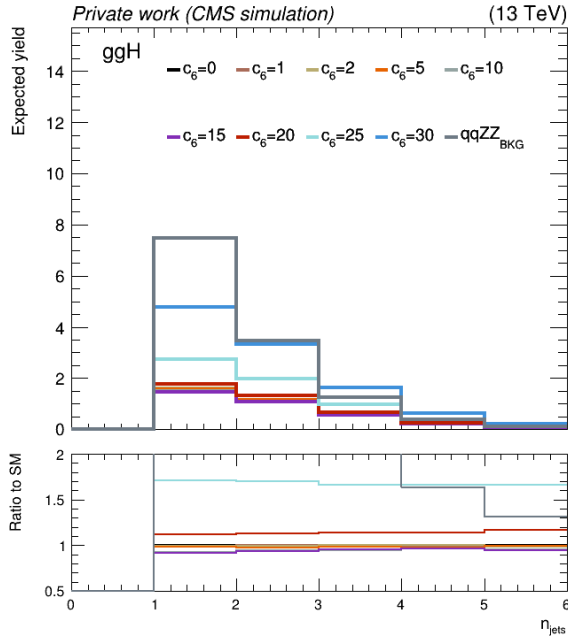 Private work (CMS simulation) (13 TeV)
Expected yield
ggH
c6=0 c6=1 c6=2 c6=5 c6=10
c6=15 c6=20 c6=25 c6=30 qqZZBKG
14
12
10
8
6
4
2
0
Ratio to SM
2
1.5
1
0.5
0 1 2 3 4 5 6
njets